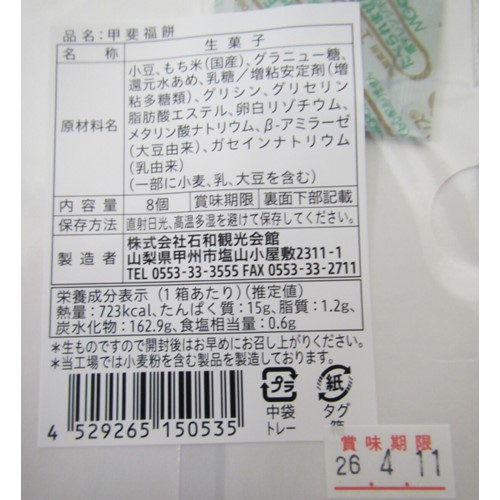 品名：甲斐福餅
名　称　生菓子
原材料名　小豆、もち米(国産)、グラニュー糖、
還元水あめ、乳糖／増粘安定剤(増
粘多糖類)、グリシン、グリセリン
脂肪酸エステル、卵白リゾチウム、
メタリン酸ナトリウム、β-アミラーゼ
(大豆由来)、ガセインナトリウム
(乳由来)
(一部に小麦、乳、大豆を含む)
内容量　8個　賞味期限　裏面下部記載
保存方法　直射日光、高温多湿を避けて保存してください。
製造者　株式会社石和観光会館
山梨県甲州市塩山小屋敷2311-1
TEL 0553-33-3555 FAX 0553-33-2711
栄養成分表示（1箱あたり）(推定値)
熱量：723kcal、たんぱく質：15g、脂質：1.2g、
炭水化物：162.9g、食塩相当量：0.6g
*生ものですので開封後はお早めにお召し上がりください。
*当工場では小麦粉を含む製品を製造しております。
プラ　紙
中袋　タグ
トレー　箱
4 529265 150535
賞味期限
26.4.11